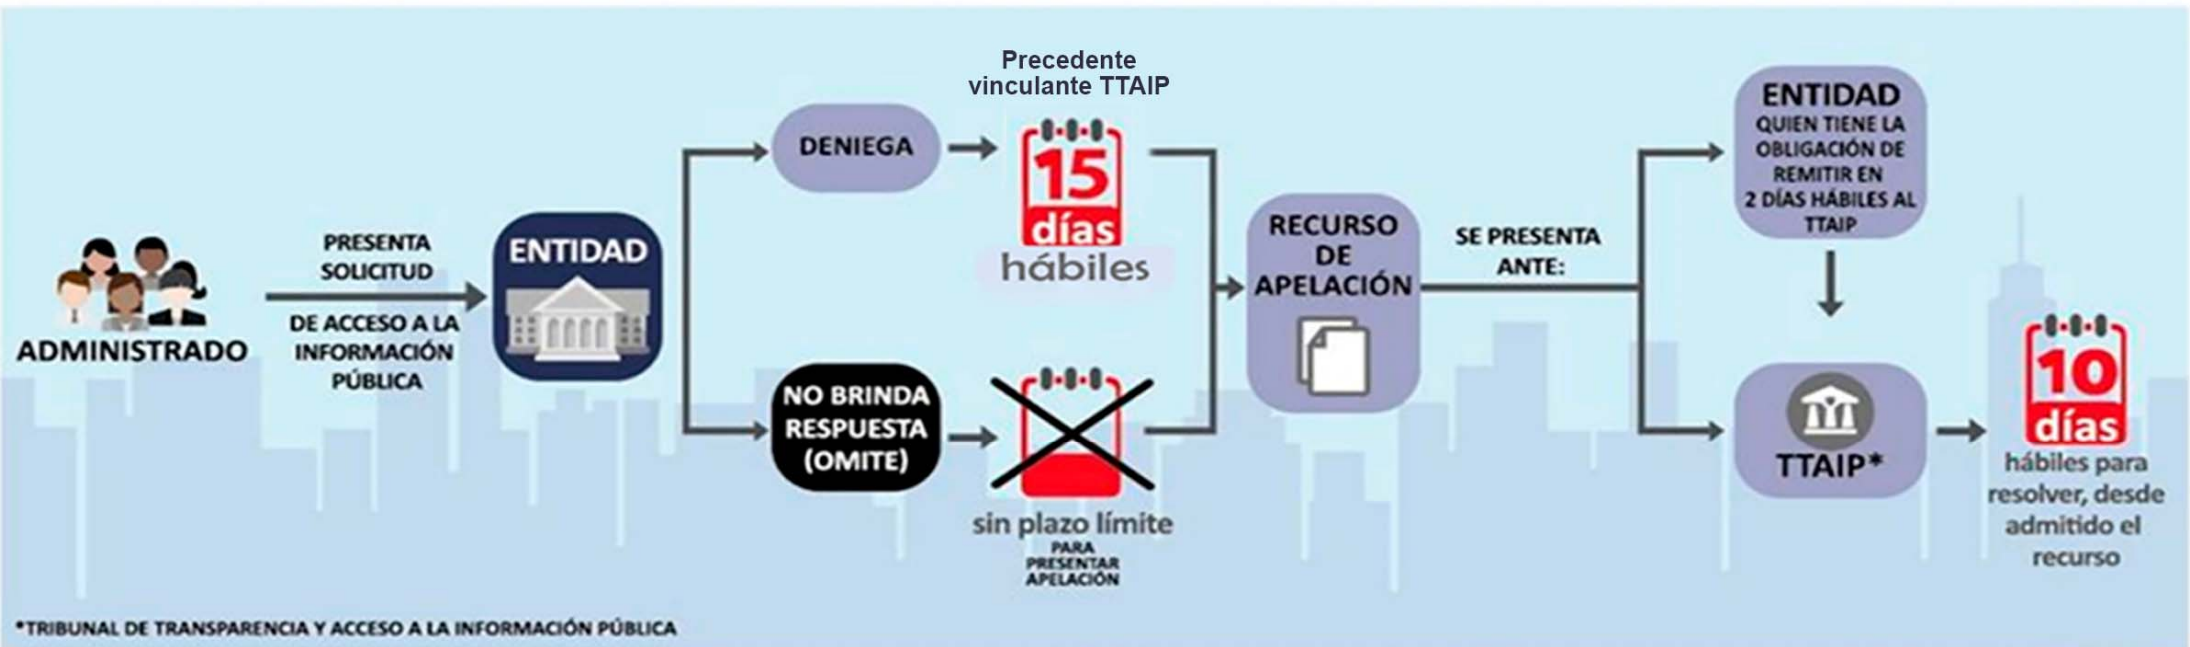 ADMINISTRADO
PRESENTA
SOLICITUD
DE ACCESO A LA
INFORMACIÓN
PÚBLICA
ENTIDAD
DENIEGA
Precedente
vinculante TTAIP
15
días
hábiles
NO BRINDA
RESPUESTA
(OMITE)
sin plazo límite
PARA
PRESENTAR
APELACIÓN
RECURSO
DE
APELACIÓN
SE PRESENTA
ANTE:
ENTIDAD
QUIEN TIENE LA
OBLIGACIÓN DE
REMITIR EN
2 DÍAS HÁBILES AL
TTAIP
TTAIP*
10
días
hábiles para
resolver, desde
admitido el
recurso
*TRIBUNAL DE TRANSPARENCIA Y ACCESO A LA INFORMACIÓN PÚBLICA